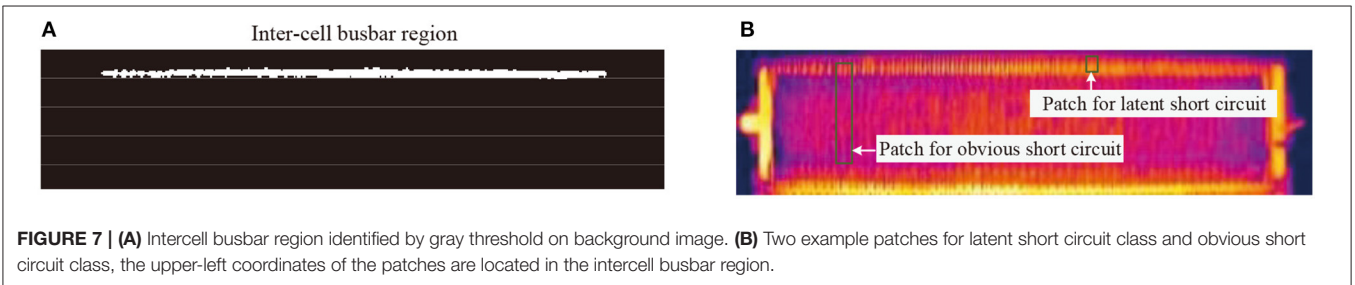 A
Inter-cell busbar region
B
Patch for latent short circuit
Patch for obvious short circuit
FIGURE 7 | (A) Intercell busbar region identified by gray threshold on background image. (B) Two example patches for latent short circuit class and obvious short
circuit class, the upper-left coordinates of the patches are located in the intercell busbar region.